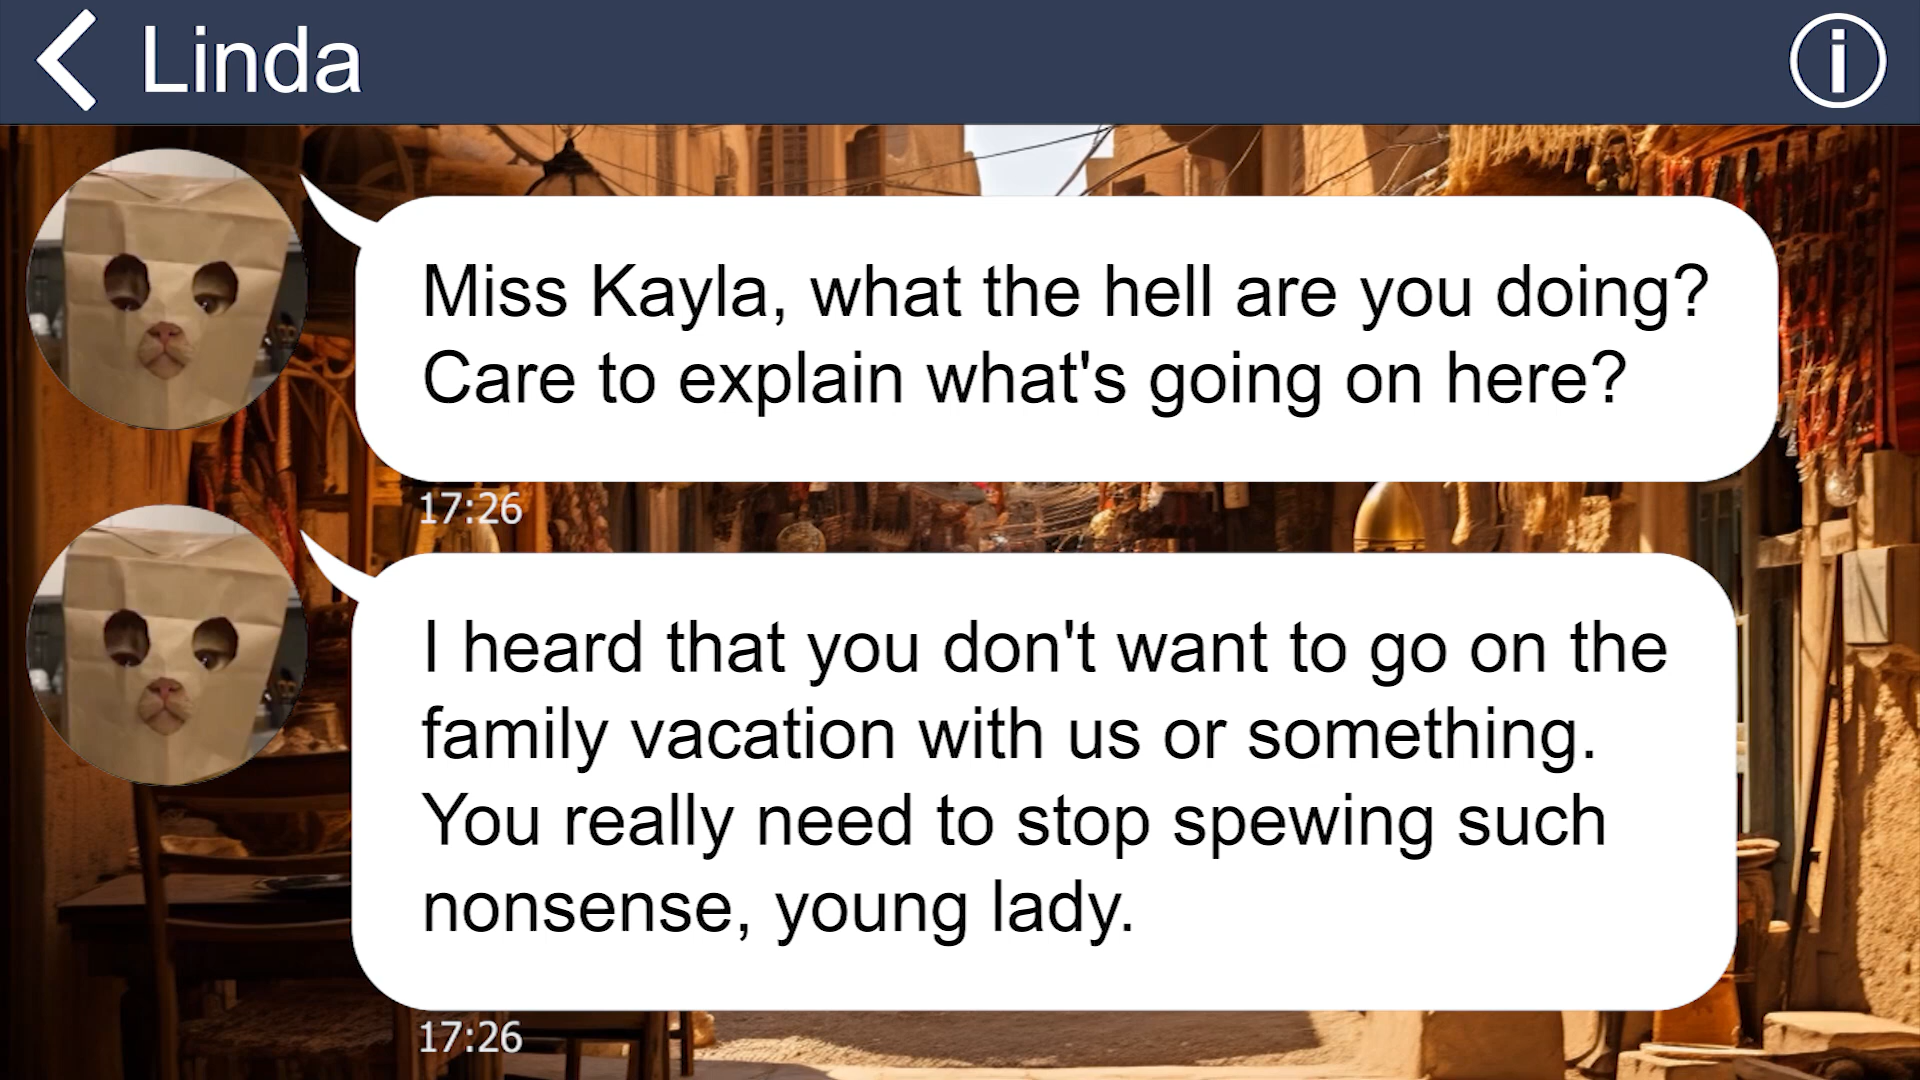 Linda
Miss Kayla, what the hell are you doing?
Care to explain what's going on here?
17:26
I heard that you don't want to go on the
family vacation with us or something.
You really need to stop spewing such
nonsense, young lady.
17:26